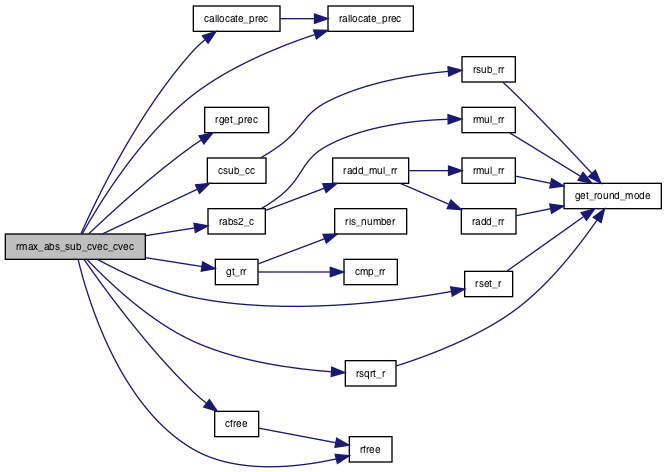 callocate_prec
rallocate_prec
rsub_rr
rget_prec
rmul_rr
csub_cc
radd_mul_rr
rmul_rr
get_round_mode
rabs2_c
ris_number
radd_rr
rmax_abs_sub_cvec_cvec
gt_rr
cmp_rr
rset_r
rsqrt_r
cfree
rfree